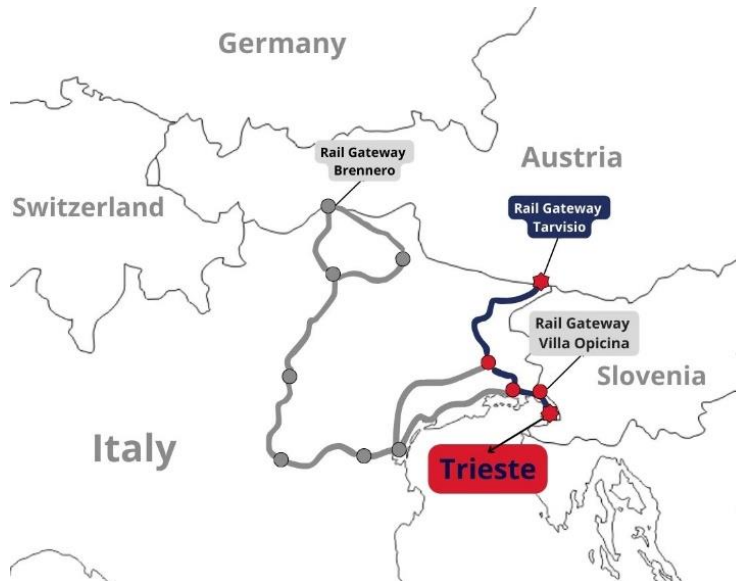 Germany
Rail Gateway
Brennero
Austria
Switzerland
Rail Gateway
Tarvisio
Rail Gateway
Villa Opicina
Slovenia
Italy
Trieste